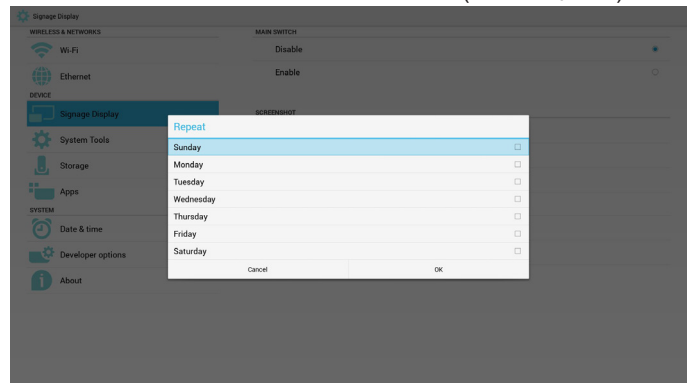 Signage Display
WIRELESS & NETWORKS
Wi-Fi
Ethernet
DEVICE
Signage Display
System Tools
Storage
Apps
SYSTEM
Date & time
Developer options
About
MAIN SWITCH
Disable
Enable
SCREENSHOT
Repeat
Sunday
Monday
Tuesday
Wednesday
Thursday
Friday
Saturday
Cancel OK